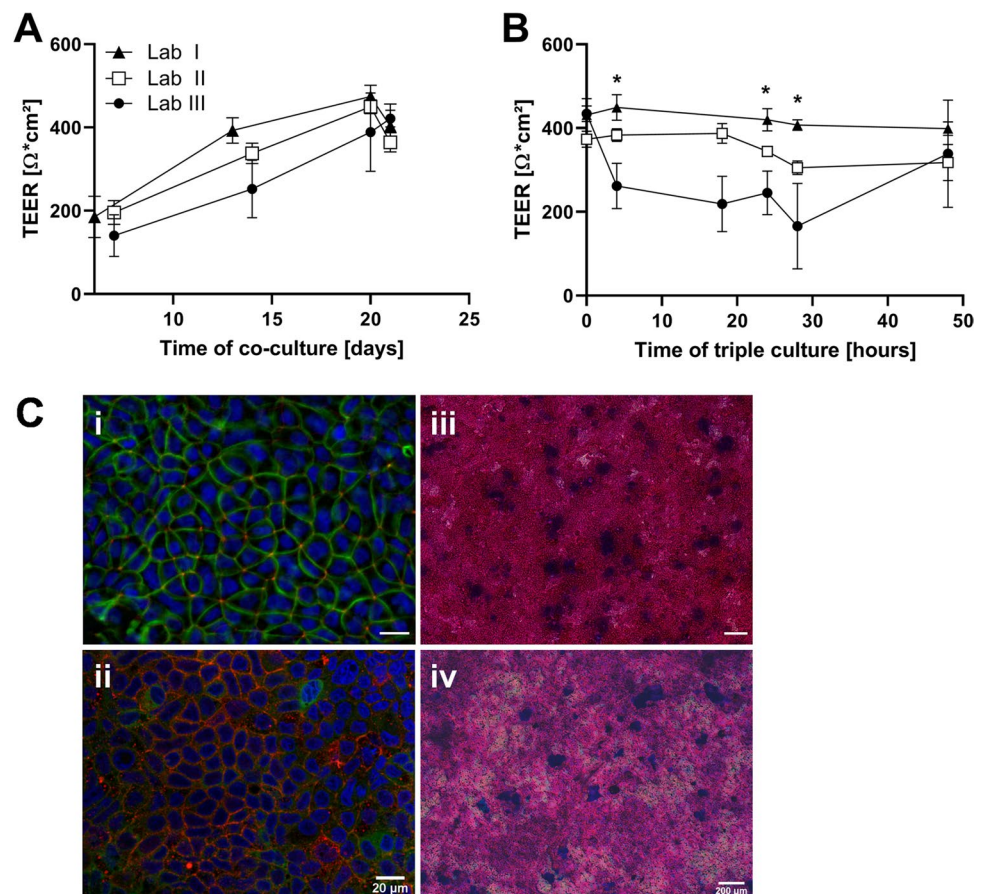 A
600
400
200
0
TEER [Ω*cm²]
Lab I
Lab II
Lab III
10
15
20
25
Time of co-culture [days]
B
600
400
200
0
TEER [Ω*cm²]
*
*
*
0
10
20
30
40
50
Time of triple culture [hours]
C
i
iii
ii
20 µm
iv
200 µm